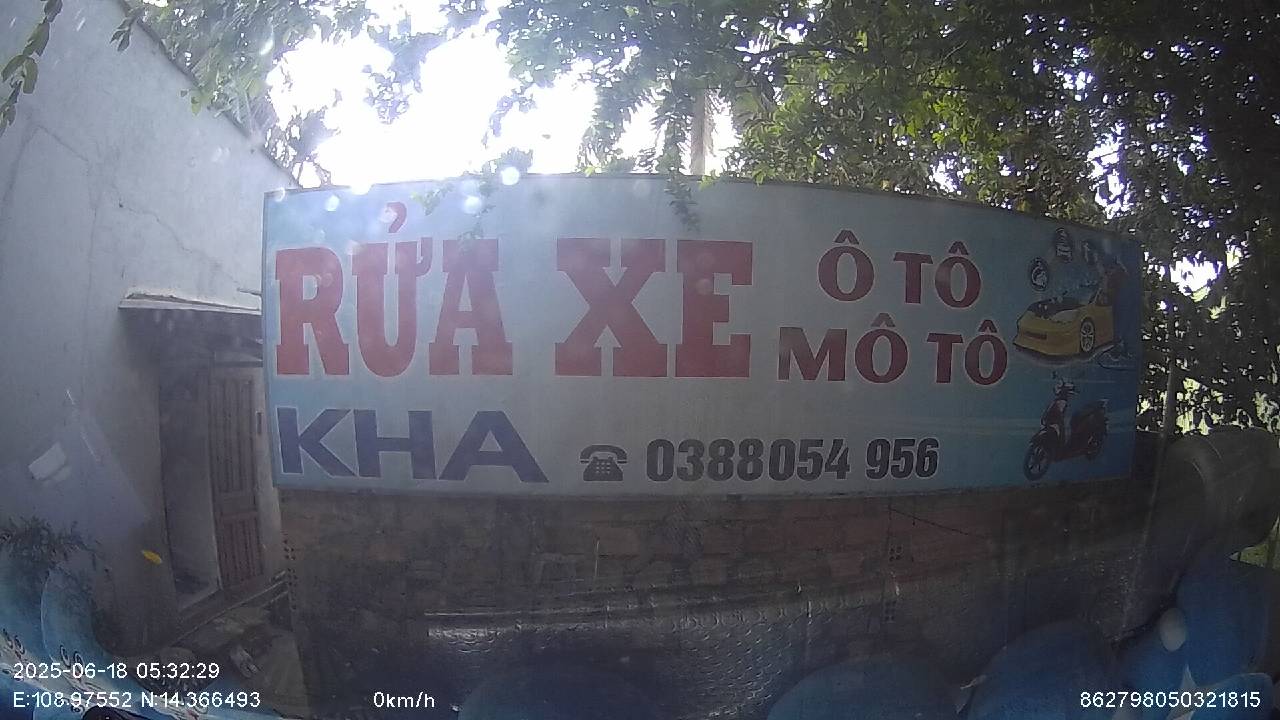 RỬA XE Ô TÔ
MÔ TÔ
KHA 0388054 956
2025-06-18 05:32:29
E:108.97552 N:14.366493 0km/h 862798050321815